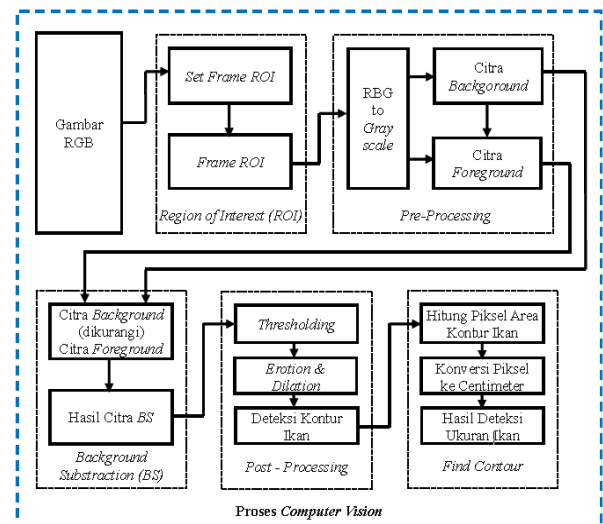 Gambar
RGB
Set Frame ROI
Frame ROI
Region of Interest (ROI)
RBG
to
Gray
scale
Citra
Backgoround
Citra
Foreground
Pre-Processing
Citra Background
(dikurangi)
Citra Foreground
Hasil Citra BS
Background
Substraction (BS)
Thresholding
Erotion &
Dilation
Deteksi Kontur
Ikan
Post - Processing
Hitung Piksel Area
Kontur Ikan
Konversi Piksel
ke Centimeter
Hasil Deteksi
Ukuran Ikan
Find Contour
Proses Computer Vision